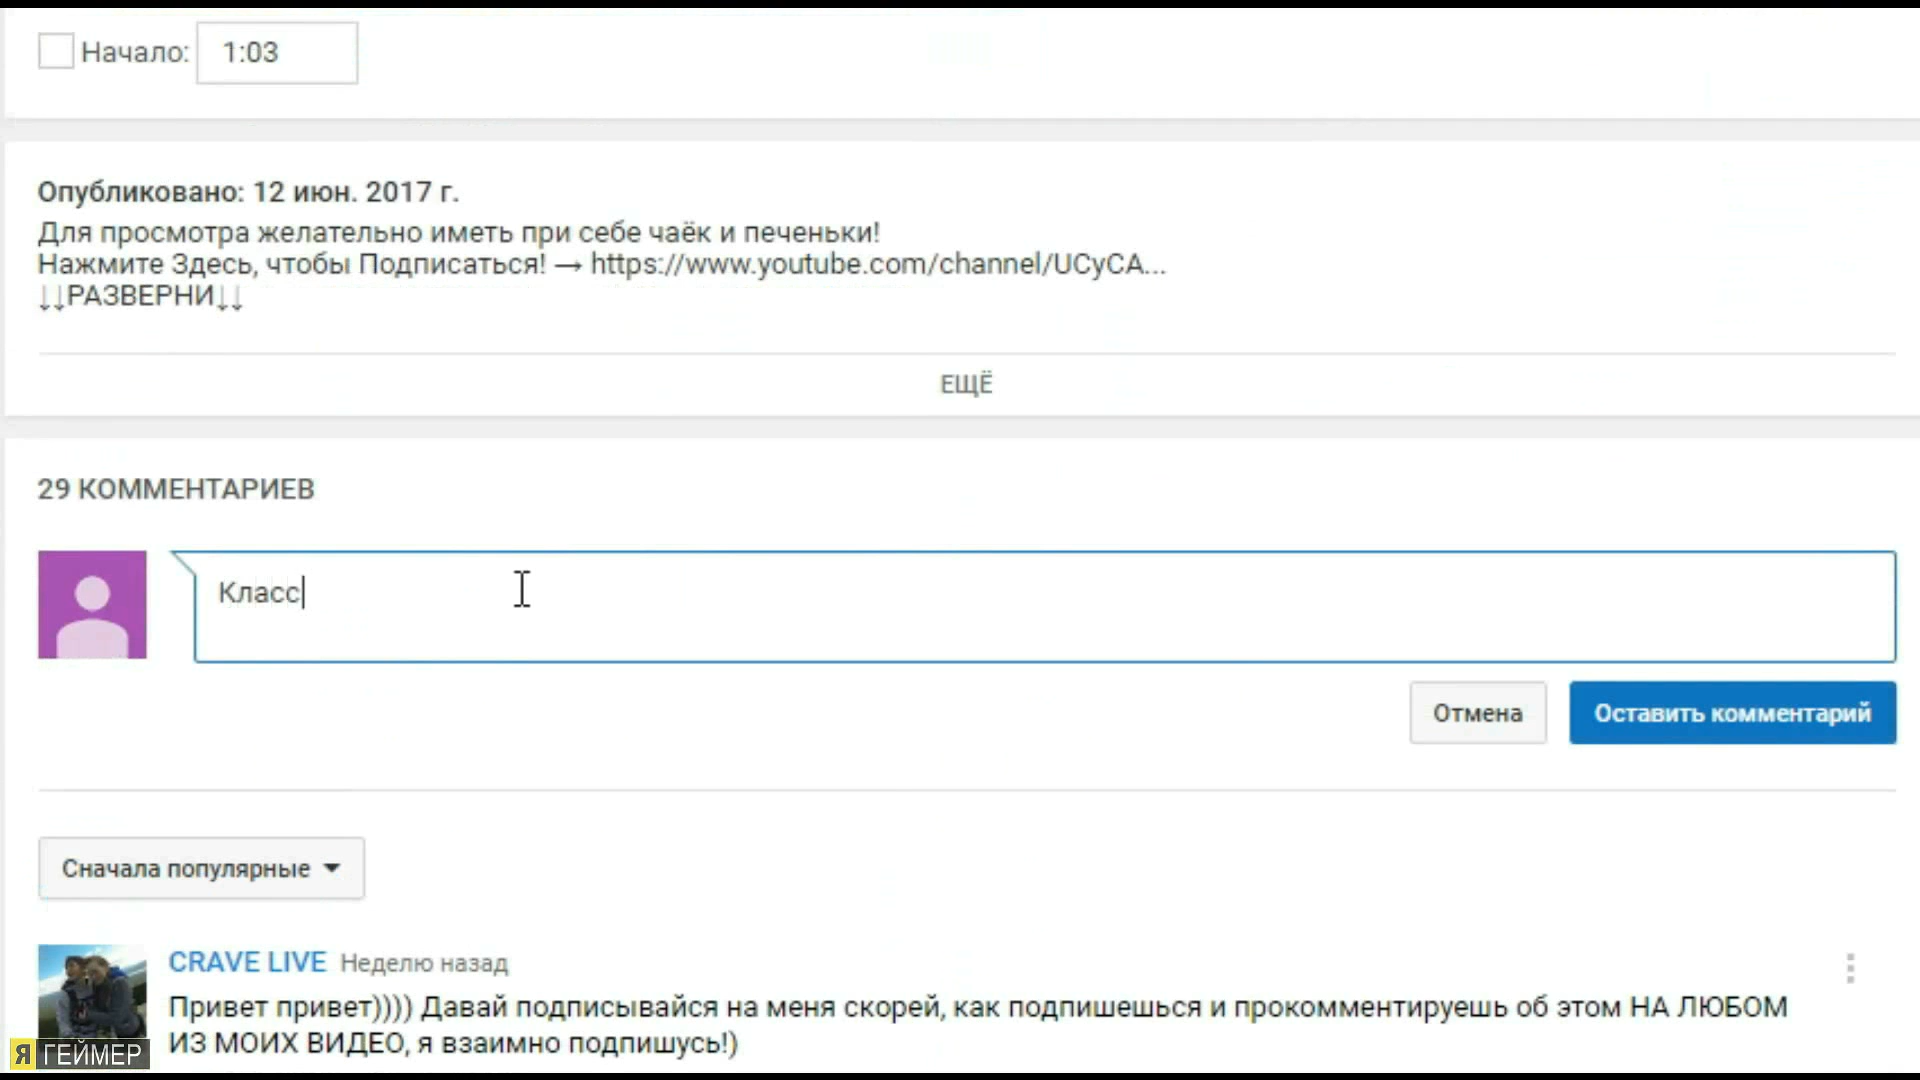 Начало: 1:03
Опубликовано: 12 июн. 2017 г.
Для просмотра желательно иметь при себе чаёк и печеньки!
Нажмите Здесь, чтобы Подписаться! → https://www.youtube.com/channel/UCyCA...
↓↓РАЗВЕРНИ↓↓
ЕЩЁ
29 КОММЕНТАРИЕВ
Класс
Отмена Оставить комментарий
Сначала популярные
CRAVE LIVE Неделю назад
Привет привет)))) Давай подписывайся на меня скорей, как подпишешься и прокомментируешь об этом НА ЛЮБОМ
ИЗ МОИХ ВИДЕО, я взаимно подпишусь!)
Я ГЕЙМЕР